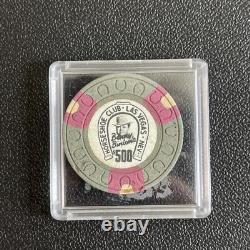 HORSESHOE CLUB · LAS VEGAS · NEV.
Benny
Binion's
$500